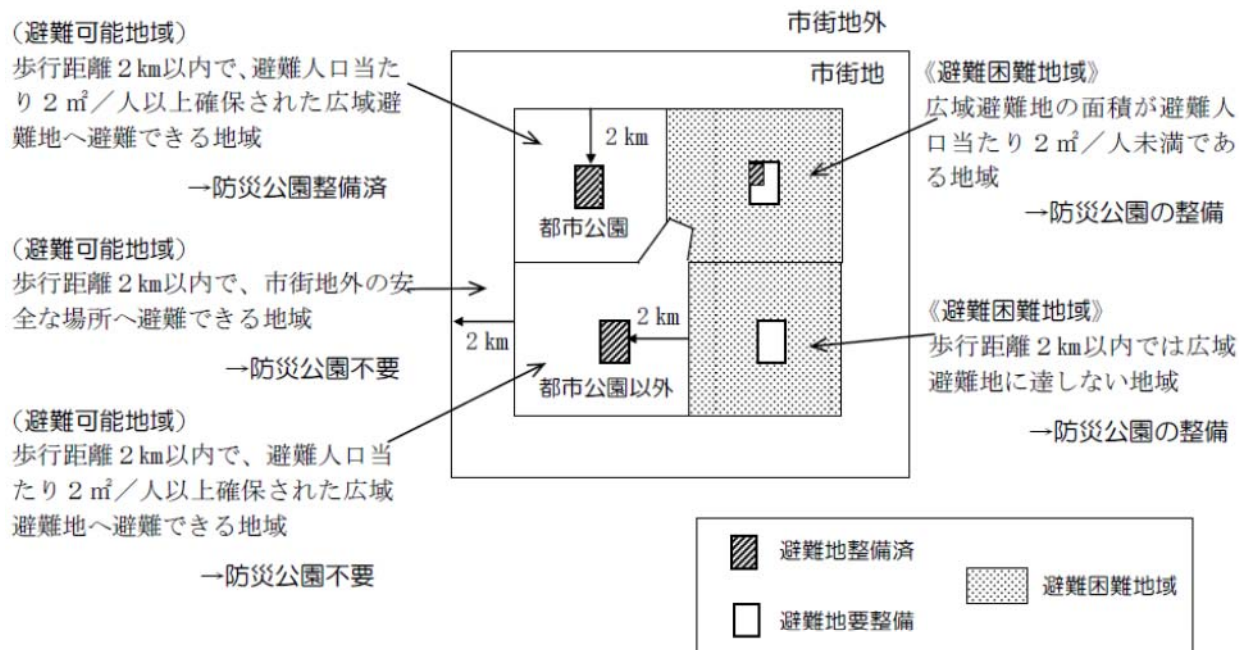 (避難可能地域)
歩行距離２km以内で、避難人口当た
り２㎡／人以上確保された広域避
難地へ避難できる地域
→防災公園整備済
(避難可能地域)
歩行距離２km以内で、市街地外の安
全な場所へ避難できる地域
→防災公園不要
(避難可能地域)
歩行距離２km以内で、避難人口当
たり２㎡／人以上確保された広域
避難地へ避難できる地域
→防災公園不要
市街地外
市街地
2 km
都市公園
2 km
2 km
都市公園以外
《避難困難地域》
広域避難地の面積が避難人
口当たり２㎡／人未満であ
る地域
→防災公園の整備
《避難困難地域》
歩行距離２km以内では広域
避難地に達しない地域
→防災公園の整備
避難地整備済
避難地要整備
避難困難地域